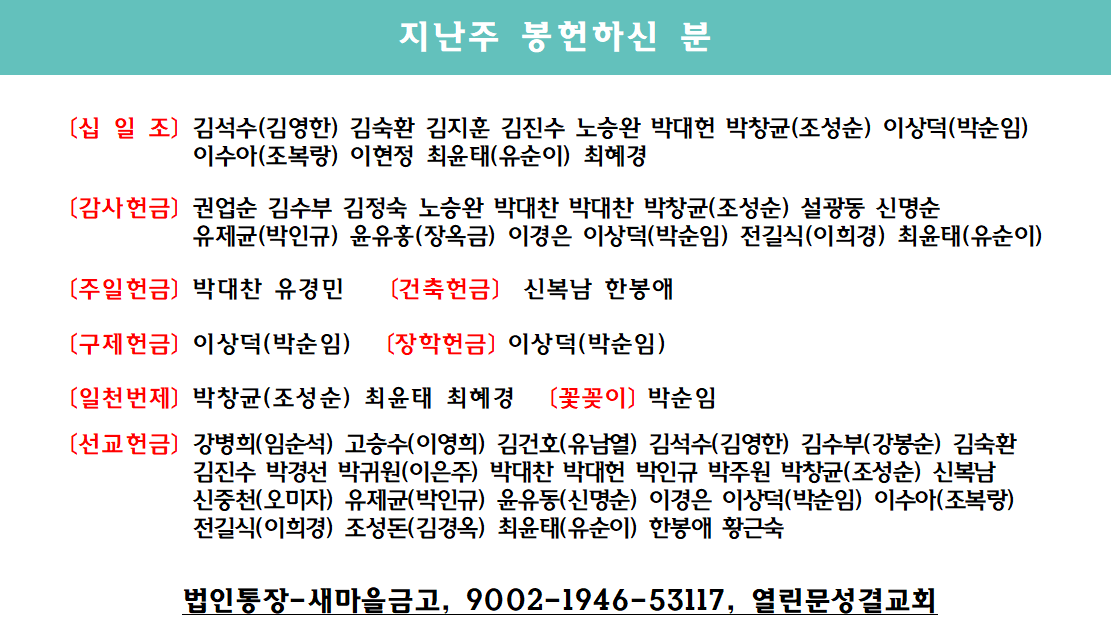 지난주 봉헌하신 분
[십 일 조] 김석수(김영한) 김숙환 김지훈 김진수 노승완 박대헌 박창균(조성순) 이상덕(박순임)
이수아(조복랑) 이현정 최윤태(유순이) 최혜경
[감사헌금] 권업순 김수부 김정숙 노승완 박대찬 박대찬 박창균(조성순) 설광동 신명순
유제균(박인규) 윤유홍(장옥금) 이경은 이상덕(박순임) 전길식(이희경) 최윤태(유순이)
[주일헌금] 박대찬 유경민 [건축헌금] 신복남 한봉애
[구제헌금] 이상덕(박순임) [장학헌금] 이상덕(박순임)
[일천번제] 박창균(조성순) 최윤태 최혜경 [꽃꽂이] 박순임
[선교헌금] 강병희(임순석) 고승수(이영희) 김건호(유남열) 김석수(김영한) 김수부(강봉순) 김숙환
김진수 박경선 박귀원(이은주) 박대찬 박대헌 박인규 박주원 박창균(조성순) 신복남
신중천(오미자) 유제균(박인규) 윤유동(신명순) 이경은 이상덕(박순임) 이수아(조복랑)
전길식(이희경) 조성돈(김경옥) 최윤태(유순이) 한봉애 황근숙
법인통장-새마을금고, 9002-1946-53117, 열린문성결교회